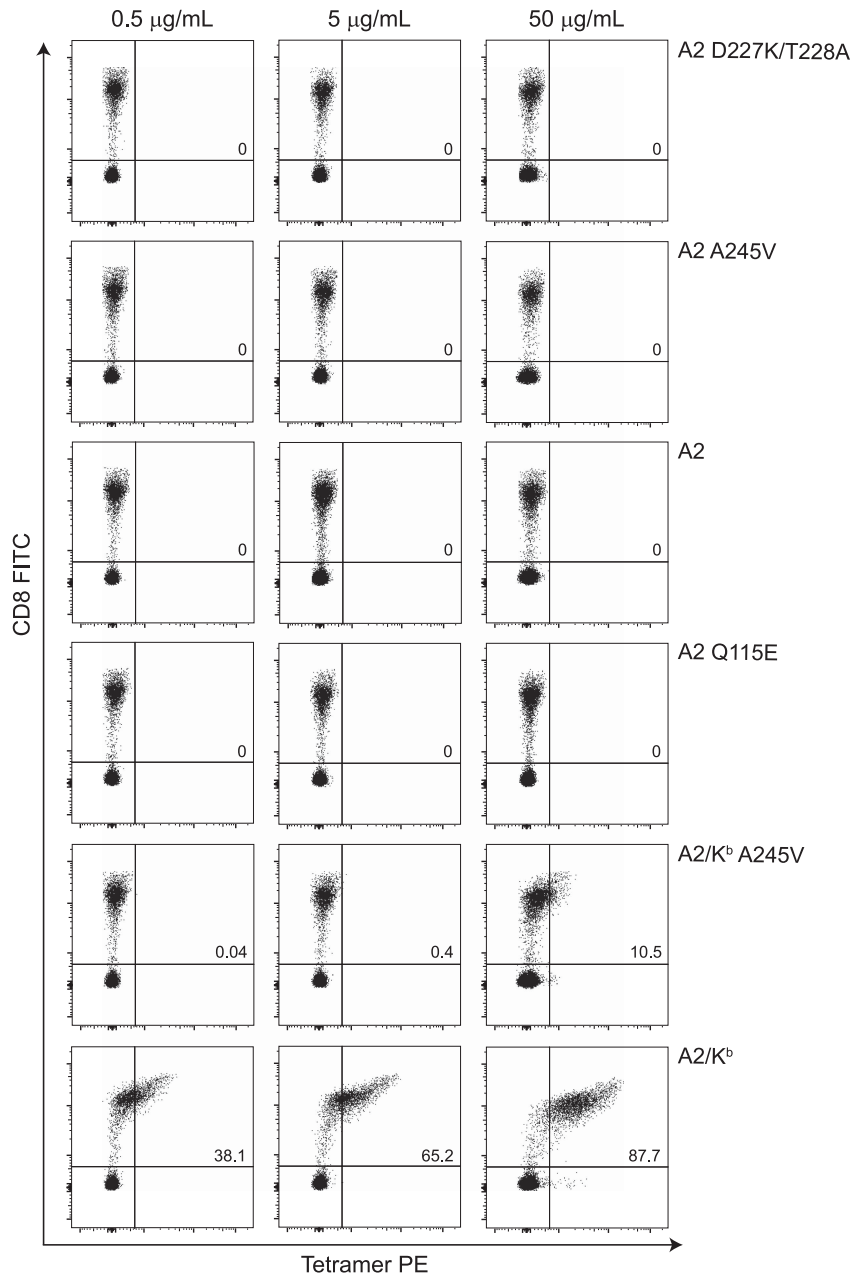 0.5 μg/mL 5 μg/mL 50 μg/mL
A2 D227K/T228A
0 0 0
A2 A245V
0 0 0
A2
0 0 0
CD8 FITC
A2 Q115E
0 0 0
A2/Kᵇ A245V
0.04 0.4 10.5
A2/Kᵇ
38.1 65.2 87.7
Tetramer PE